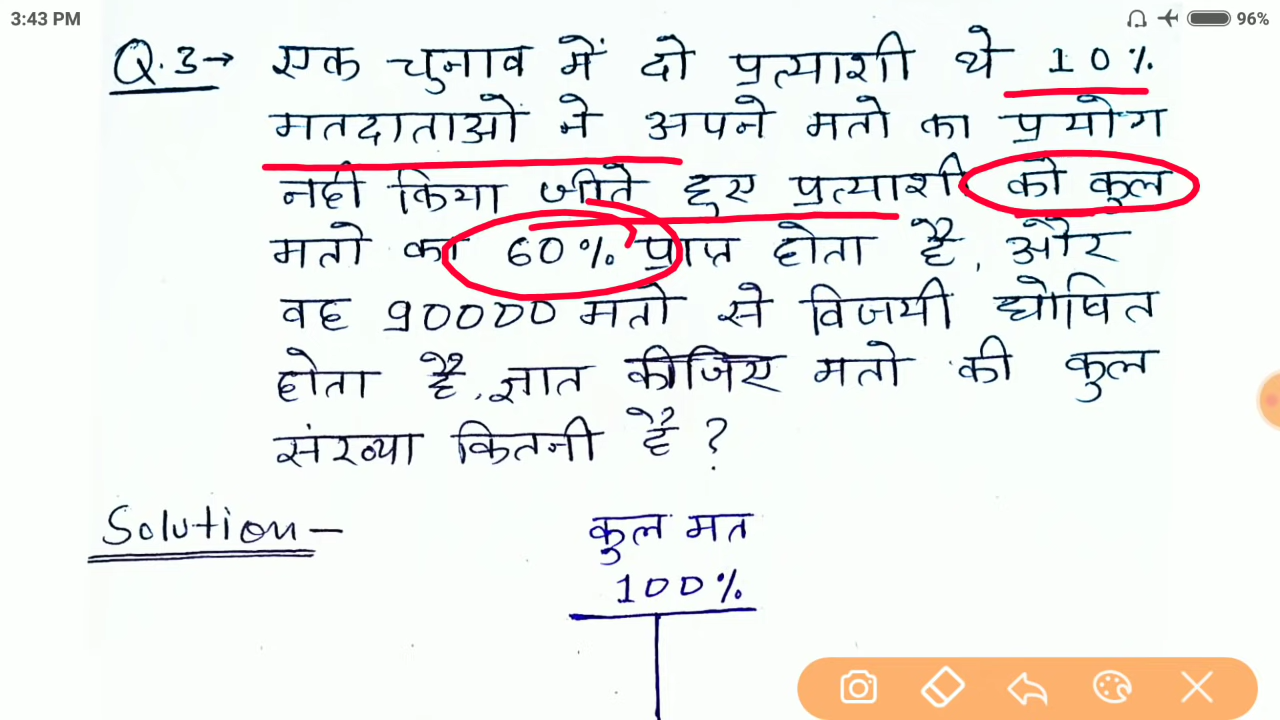 3:43 PM
96%
Q.3→ एक चुनाव में दो प्रत्याशी थे 10%
मतदाताओं ने अपने मतो का प्रयोग
नही किया जीते हुए प्रत्याशी को कुल
मतो का 60% प्राप्त होता है, और
वह 90000 मतो से विजयी घोषित
होता है, ज्ञात कीजिए मतो की कुल
संख्या कितनी है ?
Solution –
कुल मत
100%